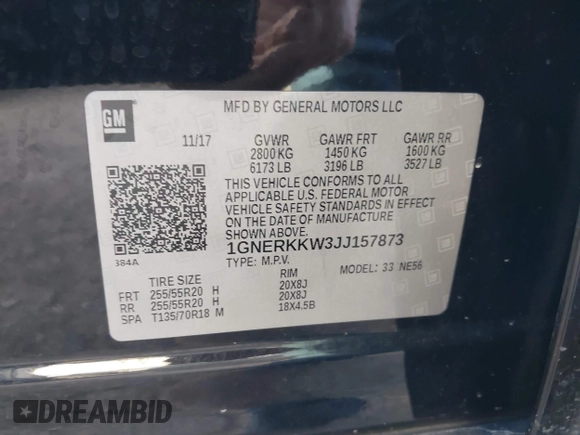 GM
MFD BY GENERAL MOTORS LLC
11/17 GVWR GAWR FRT GAWR RR
2800 KG 1450 KG 1600 KG
6173 LB 3196 LB 3527 LB
THIS VEHICLE CONFORMS TO ALL
APPLICABLE U.S. FEDERAL MOTOR
VEHICLE SAFETY STANDARDS IN EFFECT
ON THE DATE OF MANUFACTURE
SHOWN ABOVE.
1GNERKKW3JJ157873
384A
TYPE: M.P.V. MODEL: 33 NE56
TIRE SIZE RIM
FRT 255/55R20 H 20X8J
RR 255/55R20 H 20X8J
SPA T135/70R18 M 18X4.5B
DREAMBID